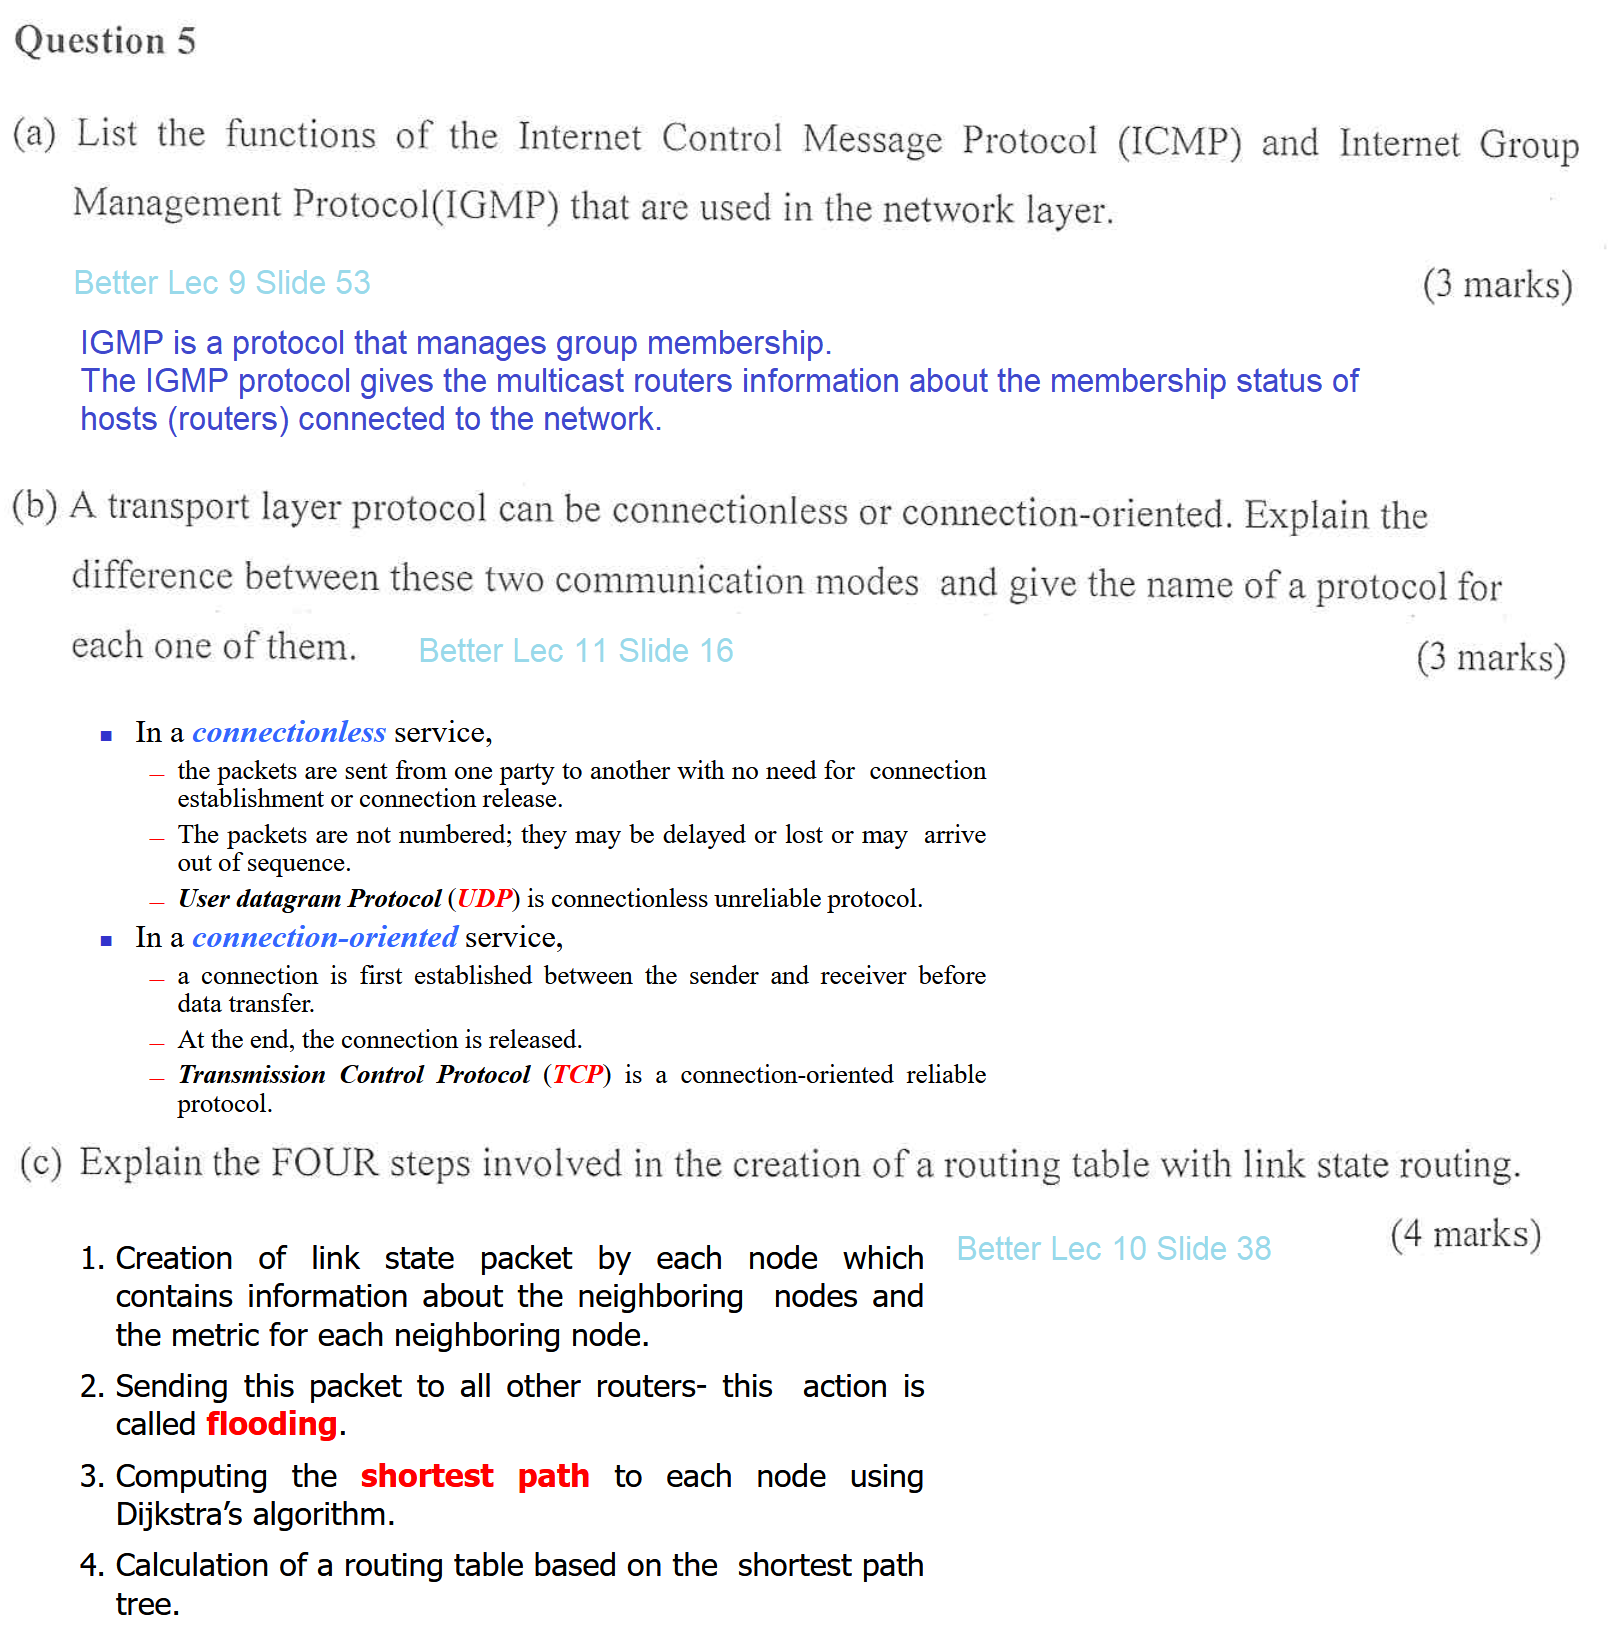 Question 5
(a) List the functions of the Internet Control Message Protocol (ICMP) and Internet Group
Management Protocol(IGMP) that are used in the network layer.
Better Lec 9 Slide 53
(3 marks)
IGMP is a protocol that manages group membership.
The IGMP protocol gives the multicast routers information about the membership status of
hosts (routers) connected to the network.
(b) A transport layer protocol can be connectionless or connection-oriented. Explain the
difference between these two communication modes and give the name of a protocol for
each one of them.
Better Lec 11 Slide 16
(3 marks)
▪ In a connectionless service,
– the packets are sent from one party to another with no need for connection
establishment or connection release.
– The packets are not numbered; they may be delayed or lost or may arrive
out of sequence.
– User datagram Protocol (UDP) is connectionless unreliable protocol.
▪ In a connection-oriented service,
– a connection is first established between the sender and receiver before
data transfer.
– At the end, the connection is released.
– Transmission Control Protocol (TCP) is a connection-oriented reliable
protocol.
(c) Explain the FOUR steps involved in the creation of a routing table with link state routing.
Better Lec 10 Slide 38
(4 marks)
1. Creation of link state packet by each node which
contains information about the neighboring nodes and
the metric for each neighboring node.
2. Sending this packet to all other routers- this action is
called flooding.
3. Computing the shortest path to each node using
Dijkstra’s algorithm.
4. Calculation of a routing table based on the shortest path
tree.